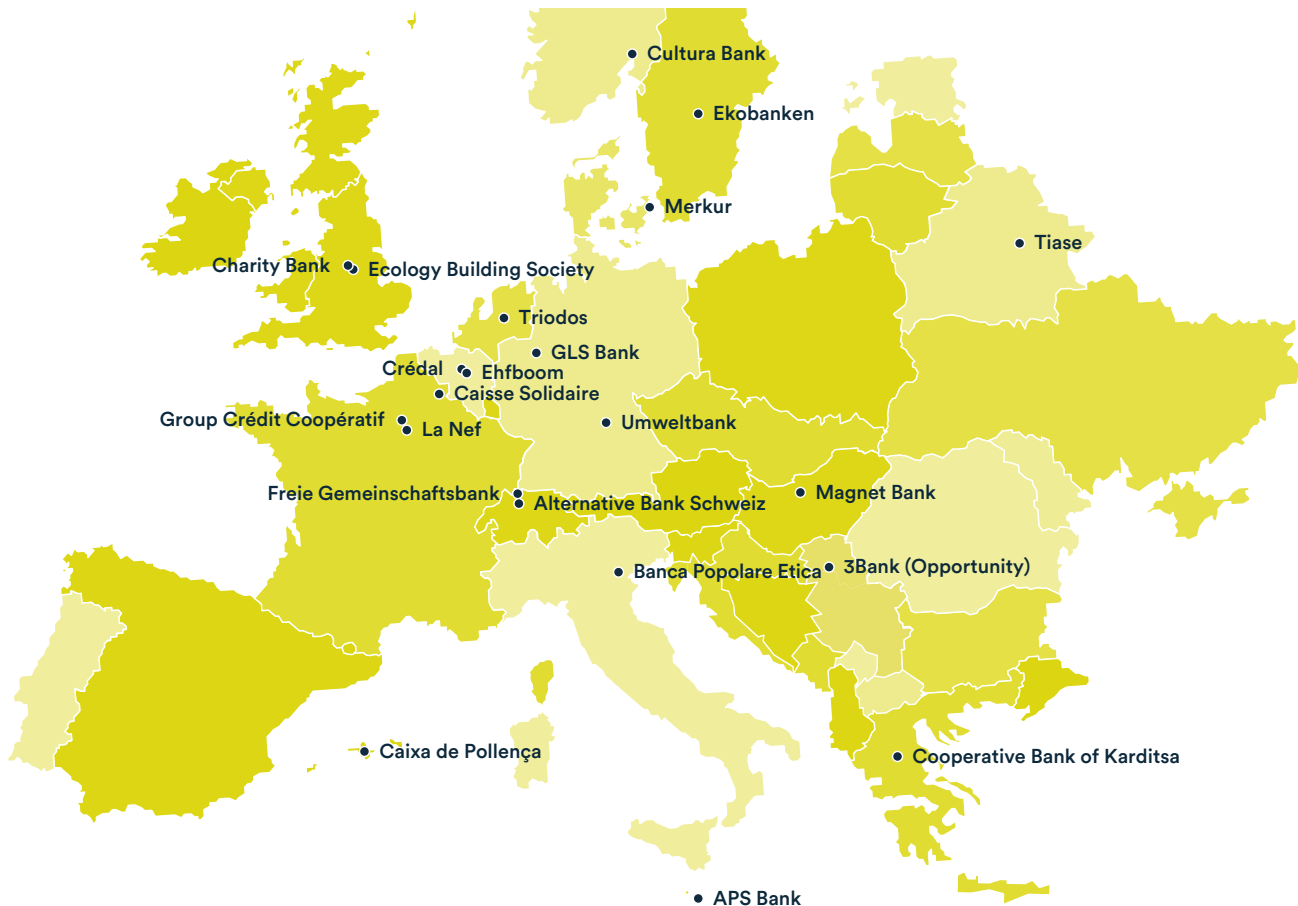 Cultura Bank
Ekobanken
Merkur
Tiase
Charity Bank
Ecology Building Society
Triodos
GLS Bank
Crédal
Ehfboom
Caisse Solidaire
Group Crédit Coopératif
La Nef
Umweltbank
Freie Gemeinschaftsbank
Alternative Bank Schweiz
Magnet Bank
Banca Popolare Etica
3Bank (Opportunity)
Caixa de Pollença
Cooperative Bank of Karditsa
APS Bank